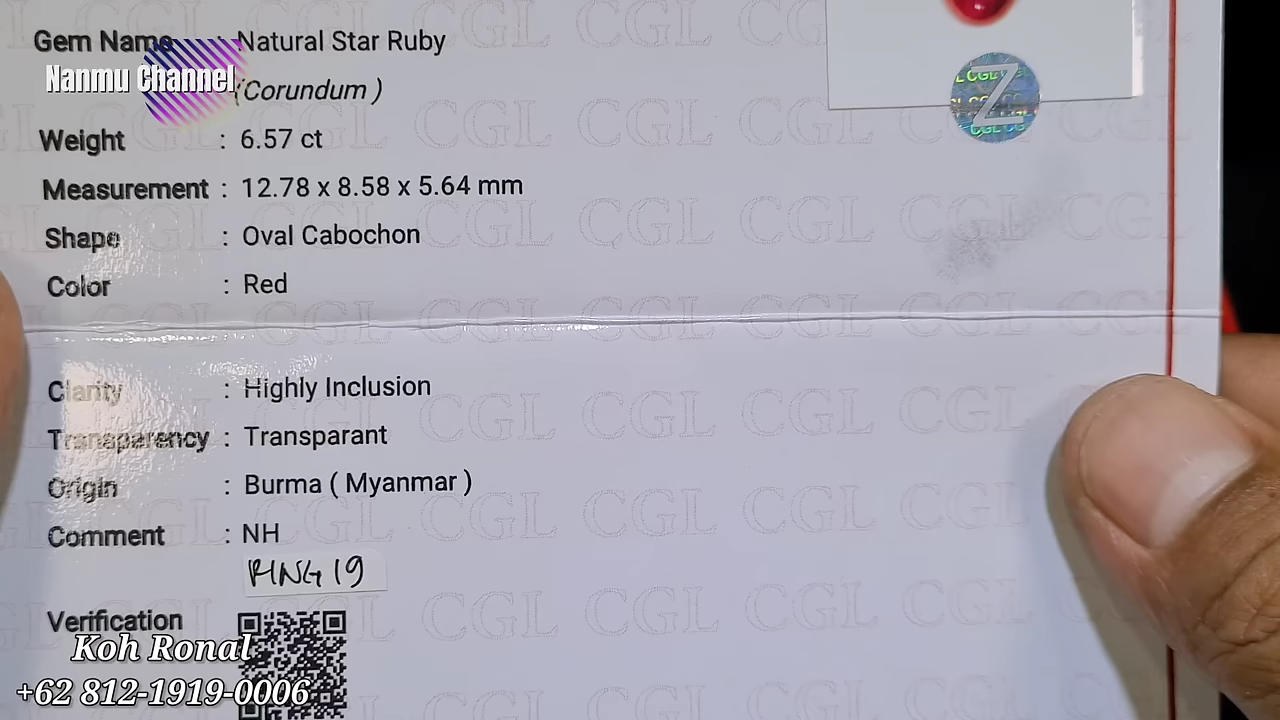 Gem Name : Natural Star Ruby
Nanmu Channel
(Corundum )
Weight : 6.57 ct
Measurement : 12.78 x 8.58 x 5.64 mm
Shape : Oval Cabochon
Color : Red
Clarity : Highly Inclusion
Transparency : Transparant
Origin : Burma ( Myanmar )
Comment : NH
RING 19
Verification
Koh Ronal
+62 812-1919-0006